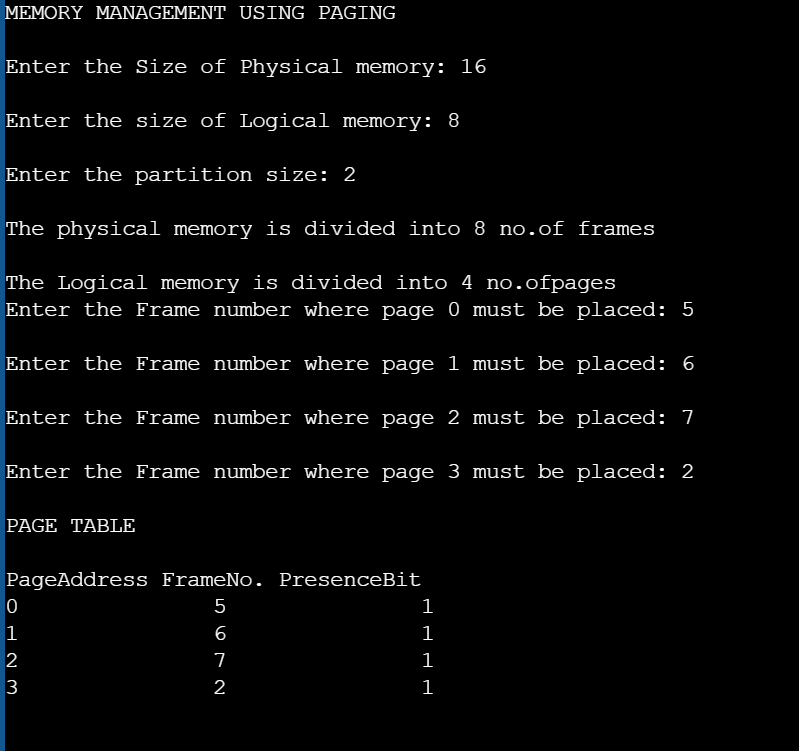 MEMORY MANAGEMENT USING PAGING
Enter the Size of Physical memory: 16
Enter the size of Logical memory: 8
Enter the partition size: 2
The physical memory is divided into 8 no.of frames
The Logical memory is divided into 4 no.ofpages
Enter the Frame number where page 0 must be placed: 5
Enter the Frame number where page 1 must be placed: 6
Enter the Frame number where page 2 must be placed: 7
Enter the Frame number where page 3 must be placed: 2
PAGE TABLE
PageAddress FrameNo. PresenceBit
0 5 1
1 6 1
2 7 1
3 2 1